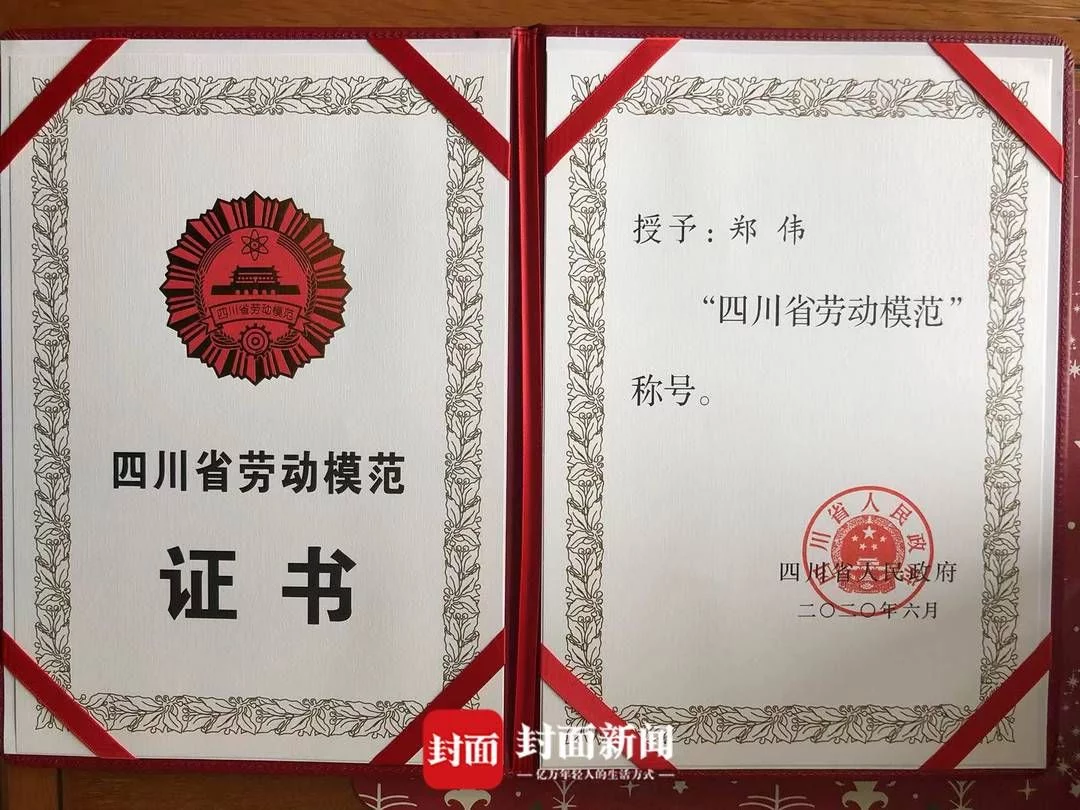 四川省劳动模范
四川省劳动模范
证书
授予：郑伟
“四川省劳动模范”
称号。
四川省人民政府
四川省人民政府
二〇二〇年六月
封面
封面新闻
亿万年轻人的生活方式